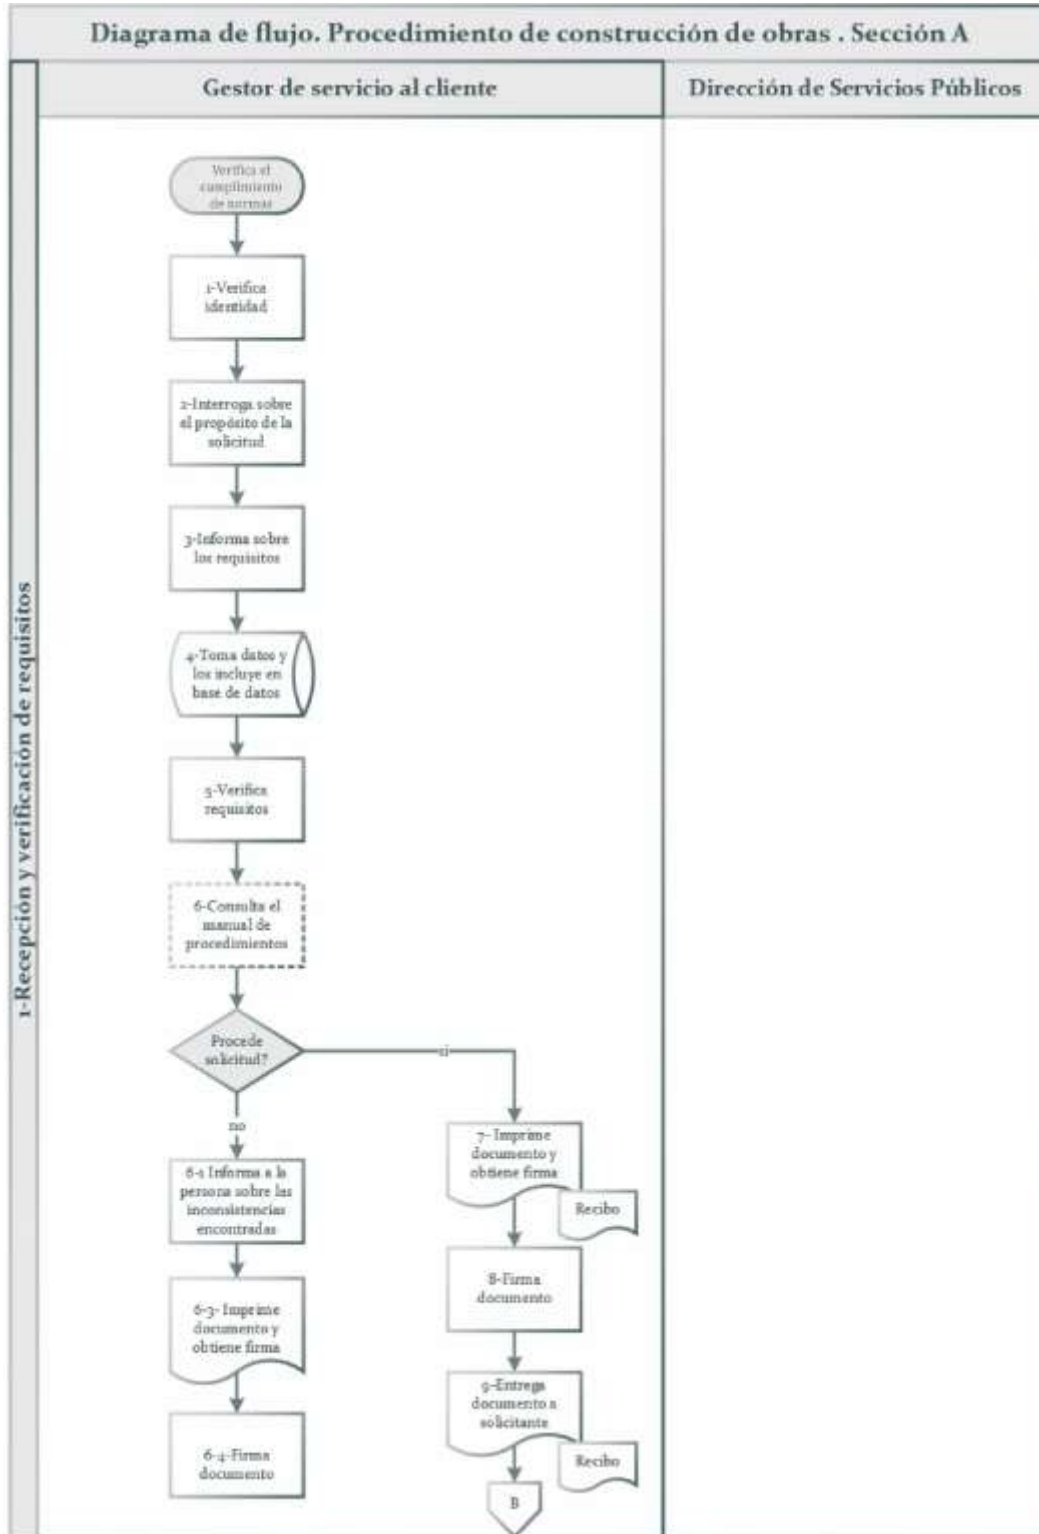 Diagrama de flujo. Procedimiento de construcción de obras . Sección A
Gestor de servicio al cliente
Dirección de Servicios Públicos
1-Recepción y verificación de requisitos
Verifica el
cumplimiento
de normas
1-Verifica
identidad
2-Interroga sobre
el propósito de la
solicitud
3-Informa sobre
los requisitos
4-Toma datos y
los incluye en
base de datos
5-Verifica
requisitos
6-Consulta el
manual de
procedimientos
Procede
solicitud?
si
no
6-1 Informa a la
persona sobre las
inconsistencias
encontradas
6-3- Imprime
documento y
obtiene firma
6-4-Firma
documento
7- Imprime
documento y
obtiene firma
Recibo
8-Firma
documento
9-Entrega
documento a
solicitante
Recibo
B